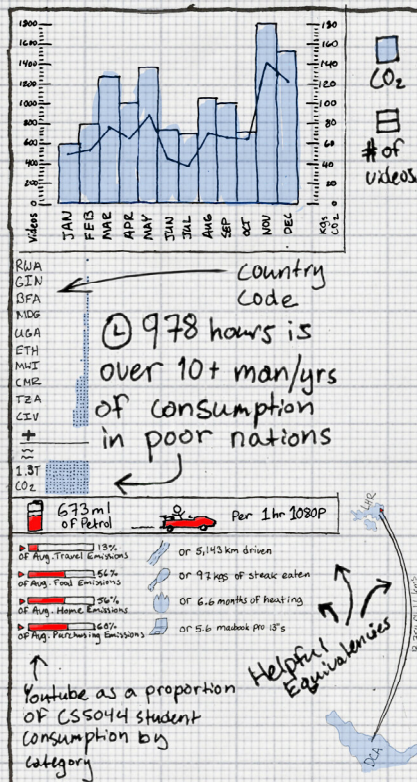 1800 180
1600 160
1400 140
1200 120
1000 100
800 80
600 60
400 40
200 20
0 0
Videos JAN FEB MAR APR MAY JUN JUL AUG SEP OCT NOV DEC Kgs CO2
CO2
# of
videos
RWA
GIN
BFA
MDG
UGA
ETH
MWI
CMR
TZA
CIV
+
≈
1.3T
CO2
country
code
978 hours is
over 10+ man/yrs
of consumption
in poor nations
673 ml
of Petrol
Per 1hr 1080P
13%
of Avg. Travel Emissions
or 5,143 km driven
56%
of Avg. Food Emissions
or 97 kgs of steak eaten
56%
of Avg. Home Emissions
or 6.6 months of heating
60%
of Avg. Purchasing Emissions
or 5.6 macbook pro 13"s
Helpful
Equivalencies
Youtube as a proportion
of CS5044 student
consumption by
category
LHR
DCA